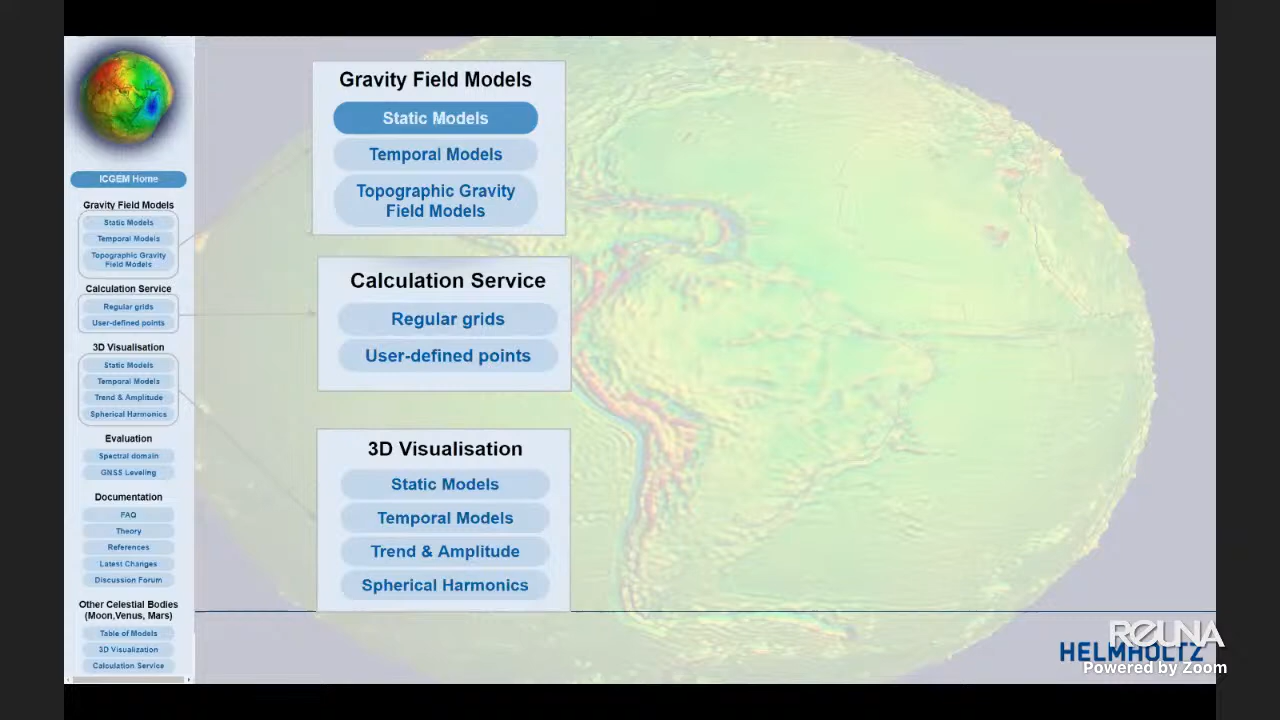 ICGEM Home
Gravity Field Models
Static Models
Temporal Models
Topographic Gravity
Field Models
Calculation Service
Regular grids
User-defined points
3D Visualisation
Static Models
Temporal Models
Trend & Amplitude
Spherical Harmonics
Evaluation
Spectral domain
GNSS Leveling
Documentation
FAQ
Theory
References
Latest Changes
Discussion Forum
Other Celestial Bodies
(Moon,Venus, Mars)
Table of Models
3D Visualization
Calculation Service
Gravity Field Models
Static Models
Temporal Models
Topographic Gravity
Field Models
Calculation Service
Regular grids
User-defined points
3D Visualisation
Static Models
Temporal Models
Trend & Amplitude
Spherical Harmonics
REUNA
HELMHOLTZ
Powered by Zoom